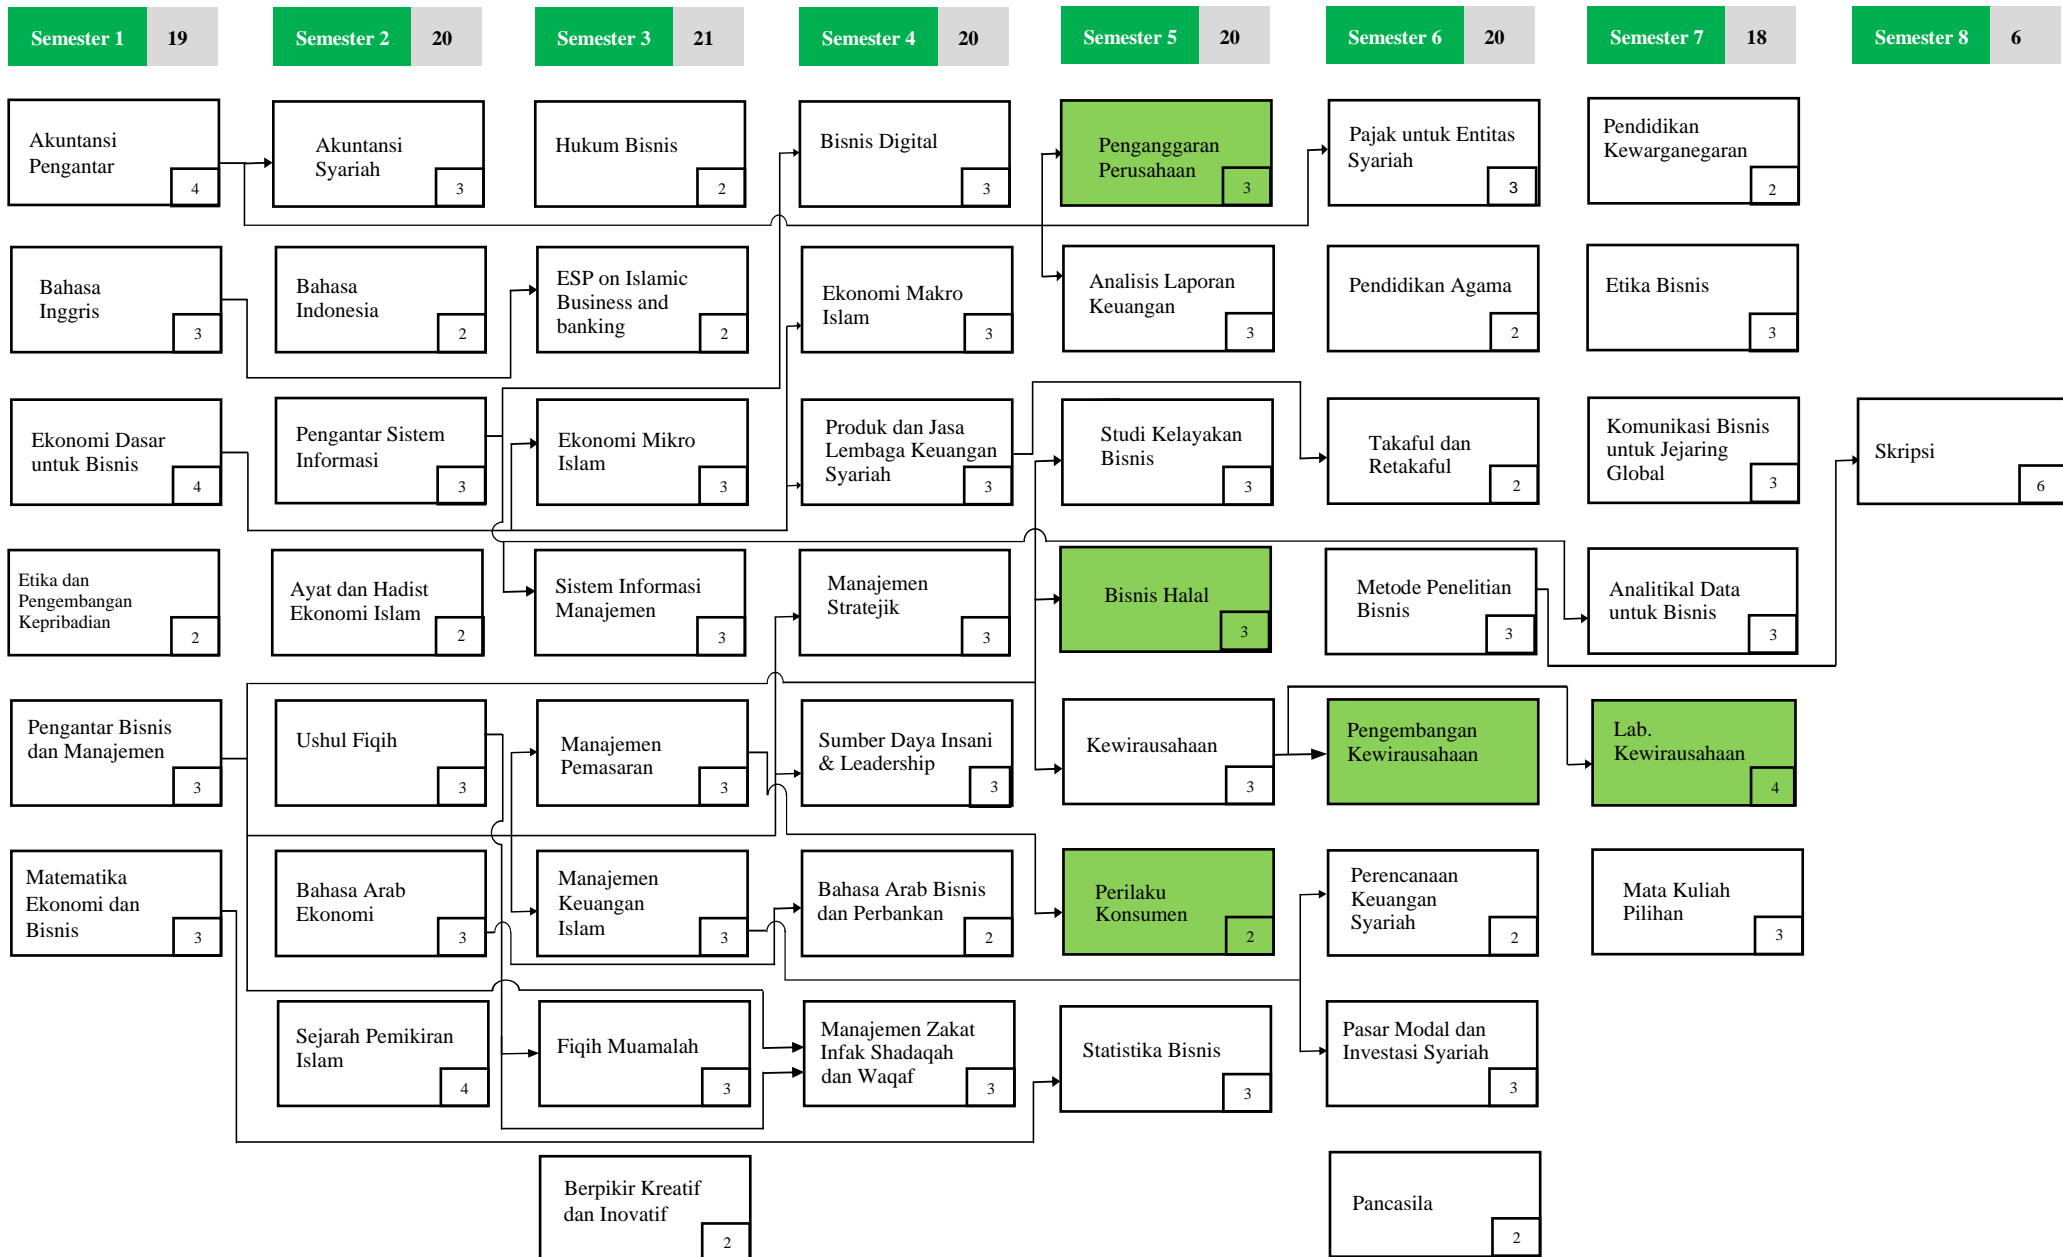 Semester 1 19
Semester 2 20
Semester 3 21
Semester 4 20
Semester 5 20
Semester 6 20
Semester 7 18
Semester 8 6
Akuntansi
Pengantar
4
Akuntansi
Syariah
3
Hukum Bisnis
2
Bisnis Digital
3
Penganggaran
Perusahaan
3
Pajak untuk Entitas
Syariah
3
Pendidikan
Kewarganegaran
2
Bahasa
Inggris
3
Bahasa
Indonesia
2
ESP on Islamic
Business and
banking
2
Ekonomi Makro
Islam
3
Analisis Laporan
Keuangan
3
Pendidikan Agama
2
Etika Bisnis
3
Ekonomi Dasar
untuk Bisnis
4
Pengantar Sistem
Informasi
3
Ekonomi Mikro
Islam
3
Produk dan Jasa
Lembaga Keuangan
Syariah
3
Studi Kelayakan
Bisnis
3
Takaful dan
Retakaful
2
Komunikasi Bisnis
untuk Jejaring
Global
3
Skripsi
6
Etika dan
Pengembangan
Kepribadian
2
Ayat dan Hadist
Ekonomi Islam
2
Sistem Informasi
Manajemen
3
Manajemen
Stratejik
3
Bisnis Halal
3
Metode Penelitian
Bisnis
3
Analitikal Data
untuk Bisnis
3
Pengantar Bisnis
dan Manajemen
3
Ushul Fiqih
3
Manajemen
Pemasaran
3
Sumber Daya Insani
& Leadership
3
Kewirausahaan
3
Pengembangan
Kewirausahaan
Lab.
Kewirausahaan
4
Matematika
Ekonomi dan
Bisnis
3
Bahasa Arab
Ekonomi
3
Manajemen
Keuangan
Islam
3
Bahasa Arab Bisnis
dan Perbankan
2
Perilaku
Konsumen
2
Perencanaan
Keuangan
Syariah
2
Mata Kuliah
Pilihan
3
Sejarah Pemikiran
Islam
4
Fiqih Muamalah
3
Manajemen Zakat
Infak Shadaqah
dan Waqaf
3
Statistika Bisnis
3
Pasar Modal dan
Investasi Syariah
3
Berpikir Kreatif
dan Inovatif
2
Pancasila
2